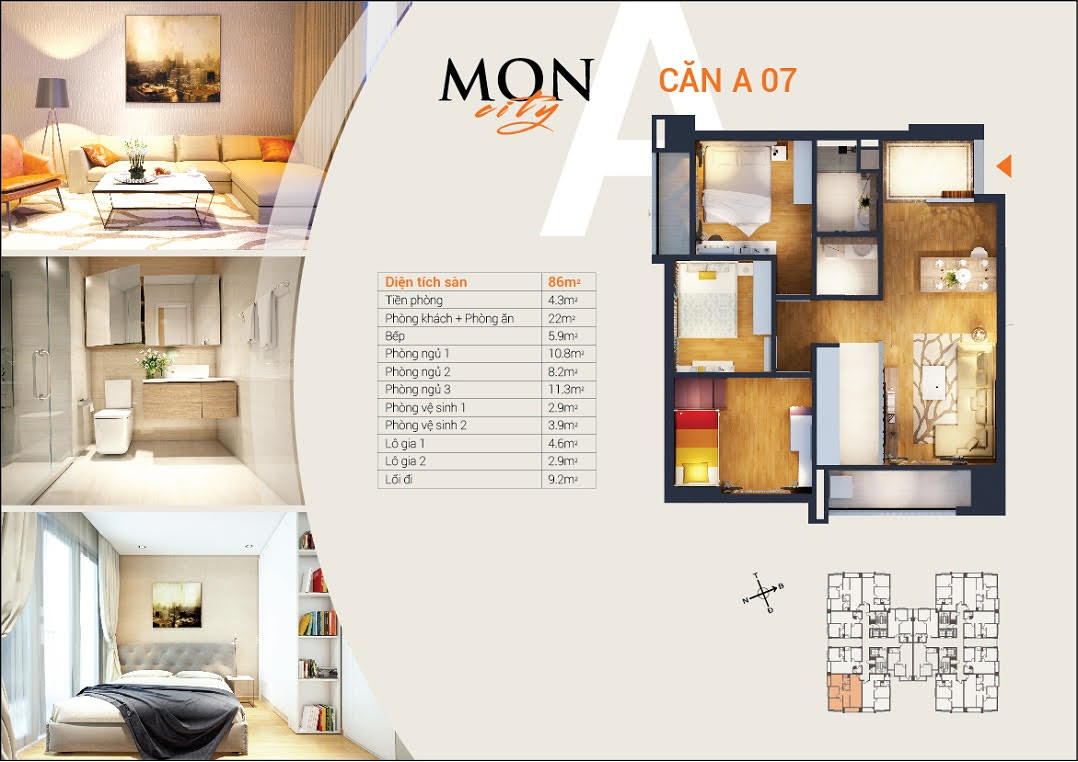 MON
city
CĂN A 07
Diện tích sàn 86m²
Tiền phòng 4.3m²
Phòng khách + Phòng ăn 22m²
Bếp 5.9m²
Phòng ngủ 1 10.8m²
Phòng ngủ 2 8.2m²
Phòng ngủ 3 11.3m²
Phòng vệ sinh 1 2.9m²
Phòng vệ sinh 2 3.9m²
Lô gia 1 4.6m²
Lô gia 2 2.9m²
Lối đi 9.2m²
A
T
B
N
Đ